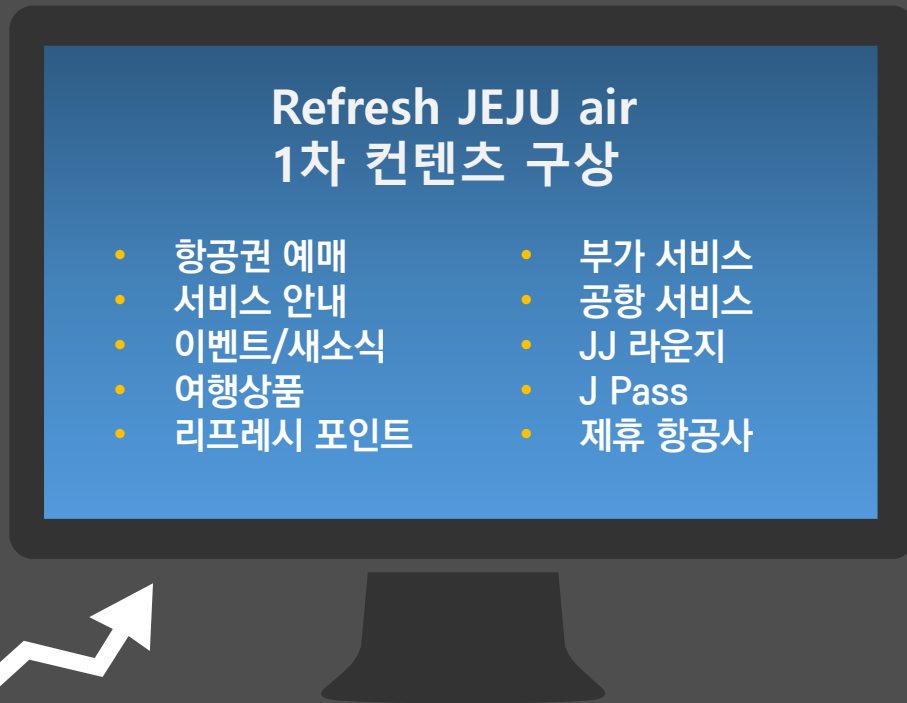 Refresh JEJU air
1차 컨텐츠 구상
• 항공권 예매
• 서비스 안내
• 이벤트/새소식
• 여행상품
• 리프레시 포인트
• 부가 서비스
• 공항 서비스
• JJ 라운지
• J Pass
• 제휴 항공사